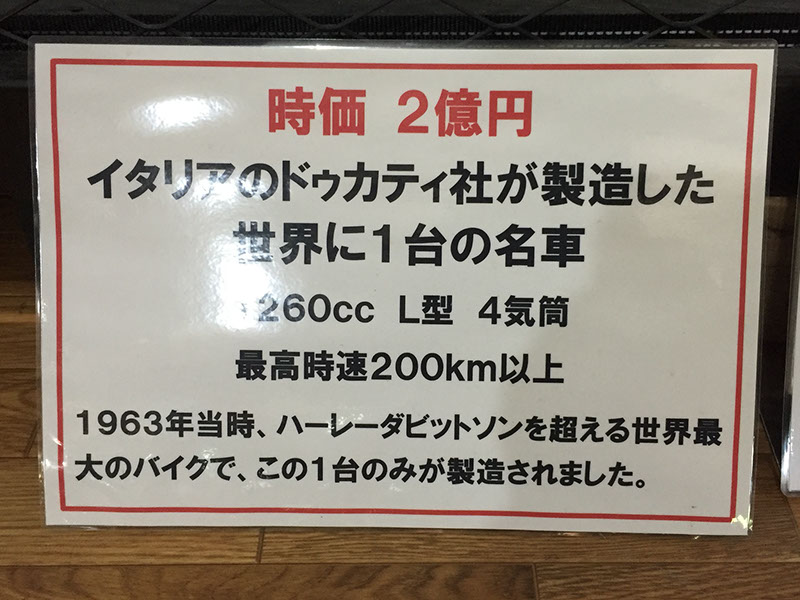 時価 2億円
イタリアのドゥカティ社が製造した
世界に1台の名車
1260cc L型 4気筒
最高時速200km以上
1963年当時、ハーレーダビットソンを超える世界最
大のバイクで、この1台のみが製造されました。